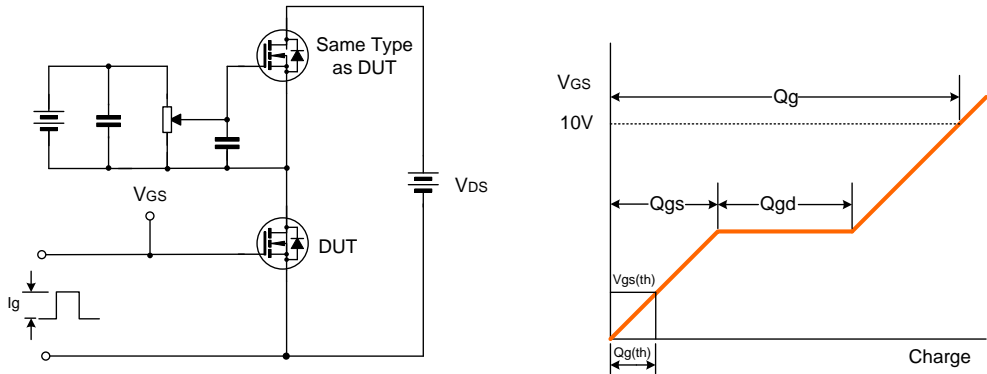 Same Type
as DUT
VGS
VDS
DUT
Ig
VGS
10V
Qg
Qgs
Qgd
Vgs(th)
Qg(th)
Charge